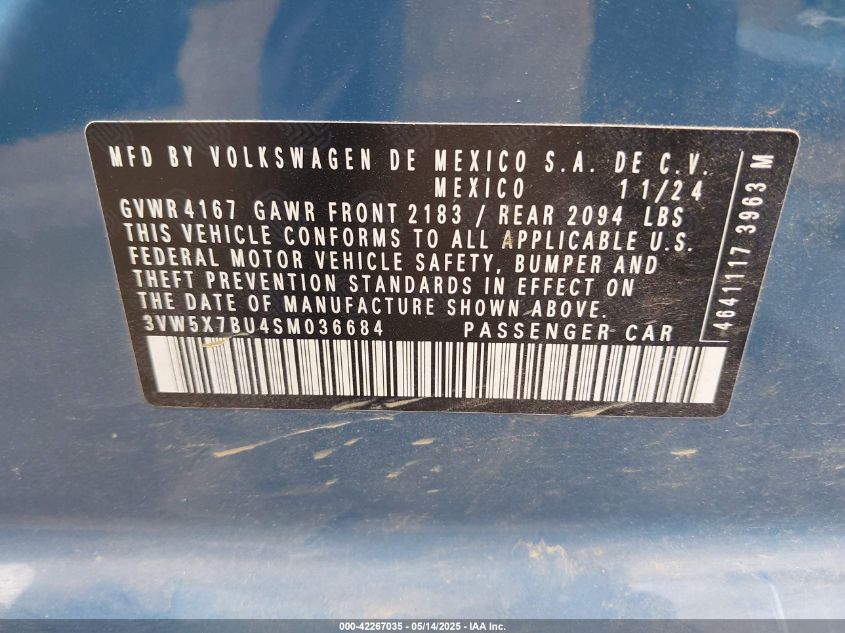 MFD BY VOLKSWAGEN DE MEXICO S.A. DE C.V.
MEXICO 11/24
GVWR 4167 GAWR FRONT 2183 / REAR 2094 LBS
THIS VEHICLE CONFORMS TO ALL APPLICABLE U.S.
FEDERAL MOTOR VEHICLE SAFETY, BUMPER AND
THEFT PREVENTION STANDARDS IN EFFECT ON
THE DATE OF MANUFACTURE SHOWN ABOVE.
3VW5X7BU4SM036684 PASSENGER CAR
4641117 3963 M
000-42267035 - 05/14/2025 - IAA Inc.